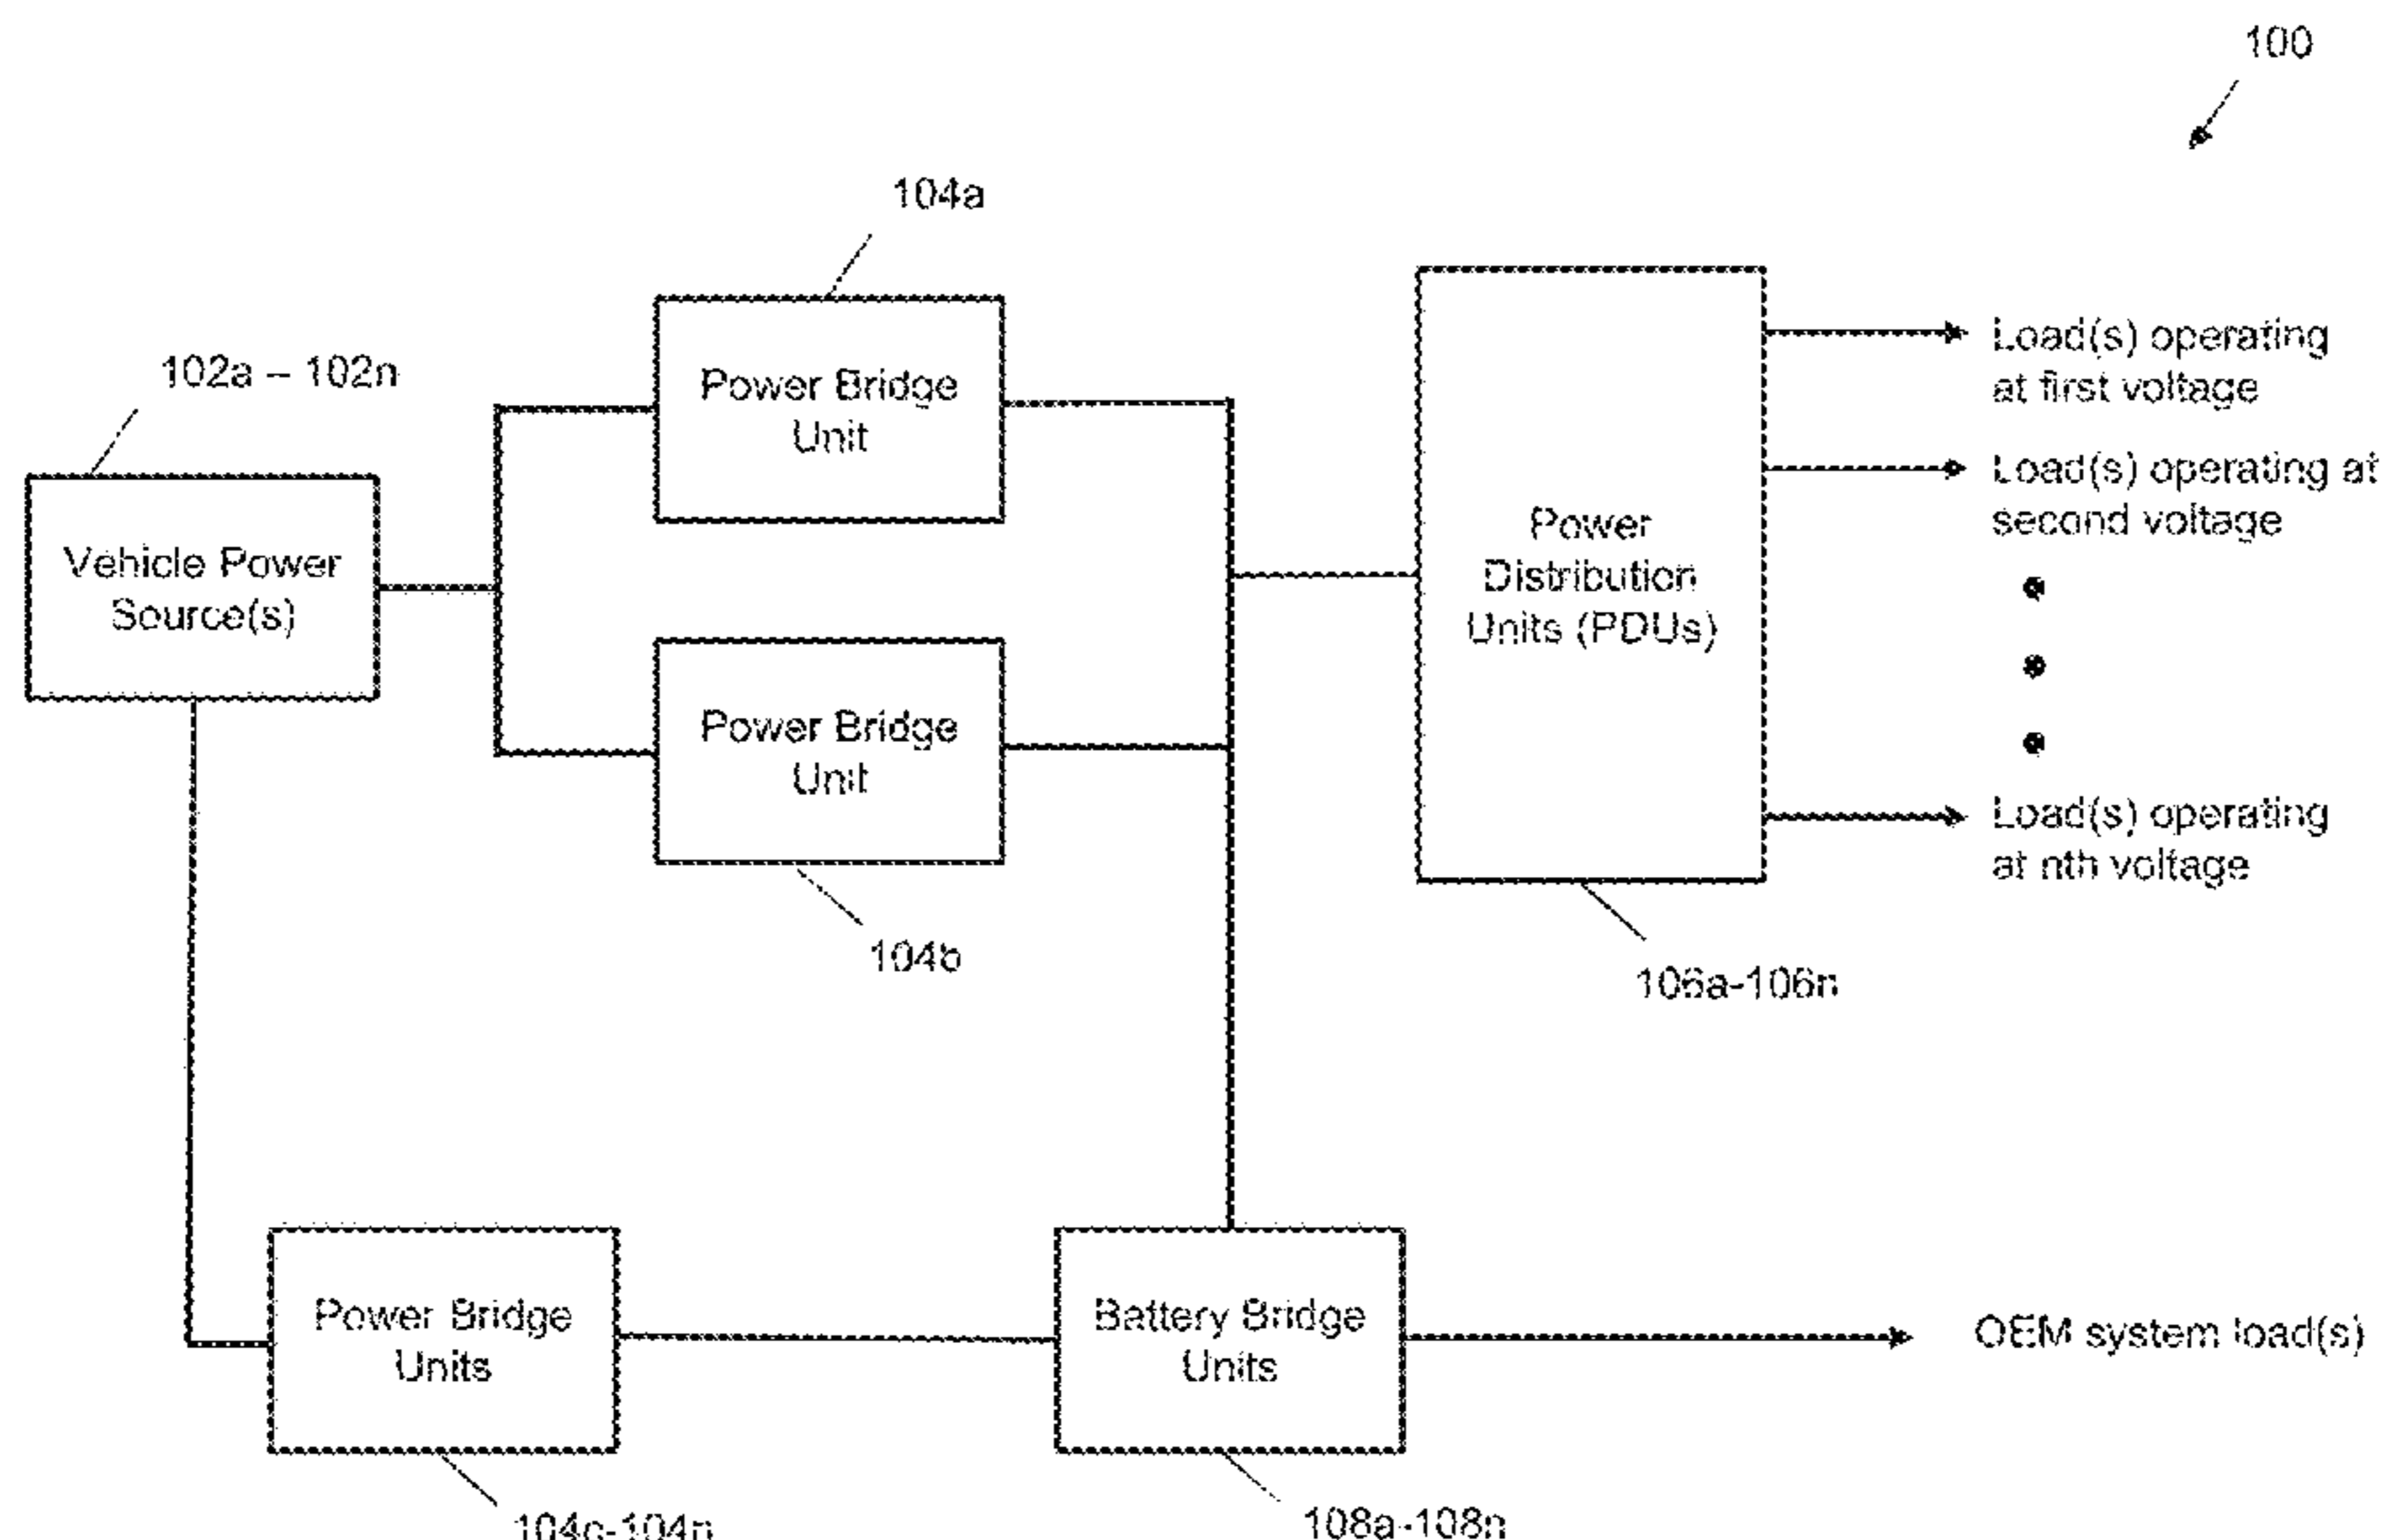 100
104a
102a – 102n
Power Bridge
Unit
Load(s) operating
at first voltage
Vehicle Power
Source(s)
Load(s) operating at
second voltage
Power
Distribution
Units (PDUs)
Power Bridge
Unit
Load(s) operating
at nth voltage
104b
106a-106n
Power Bridge
Units
Battery Bridge
Units
OEM system load(s)
104c-104n
108a-108n